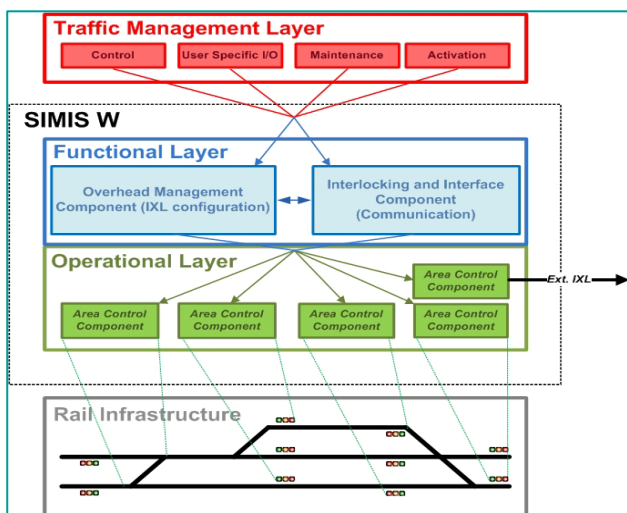 Traffic Management Layer
Control
User Specific I/O
Maintenance
Activation
SIMIS W
Functional Layer
Overhead Management
Component (IXL configuration)
Interlocking and Interface
Component
(Communication)
Operational Layer
Area Control
Component
Ext. IXL
Area Control
Component
Area Control
Component
Area Control
Component
Area Control
Component
Rail Infrastructure